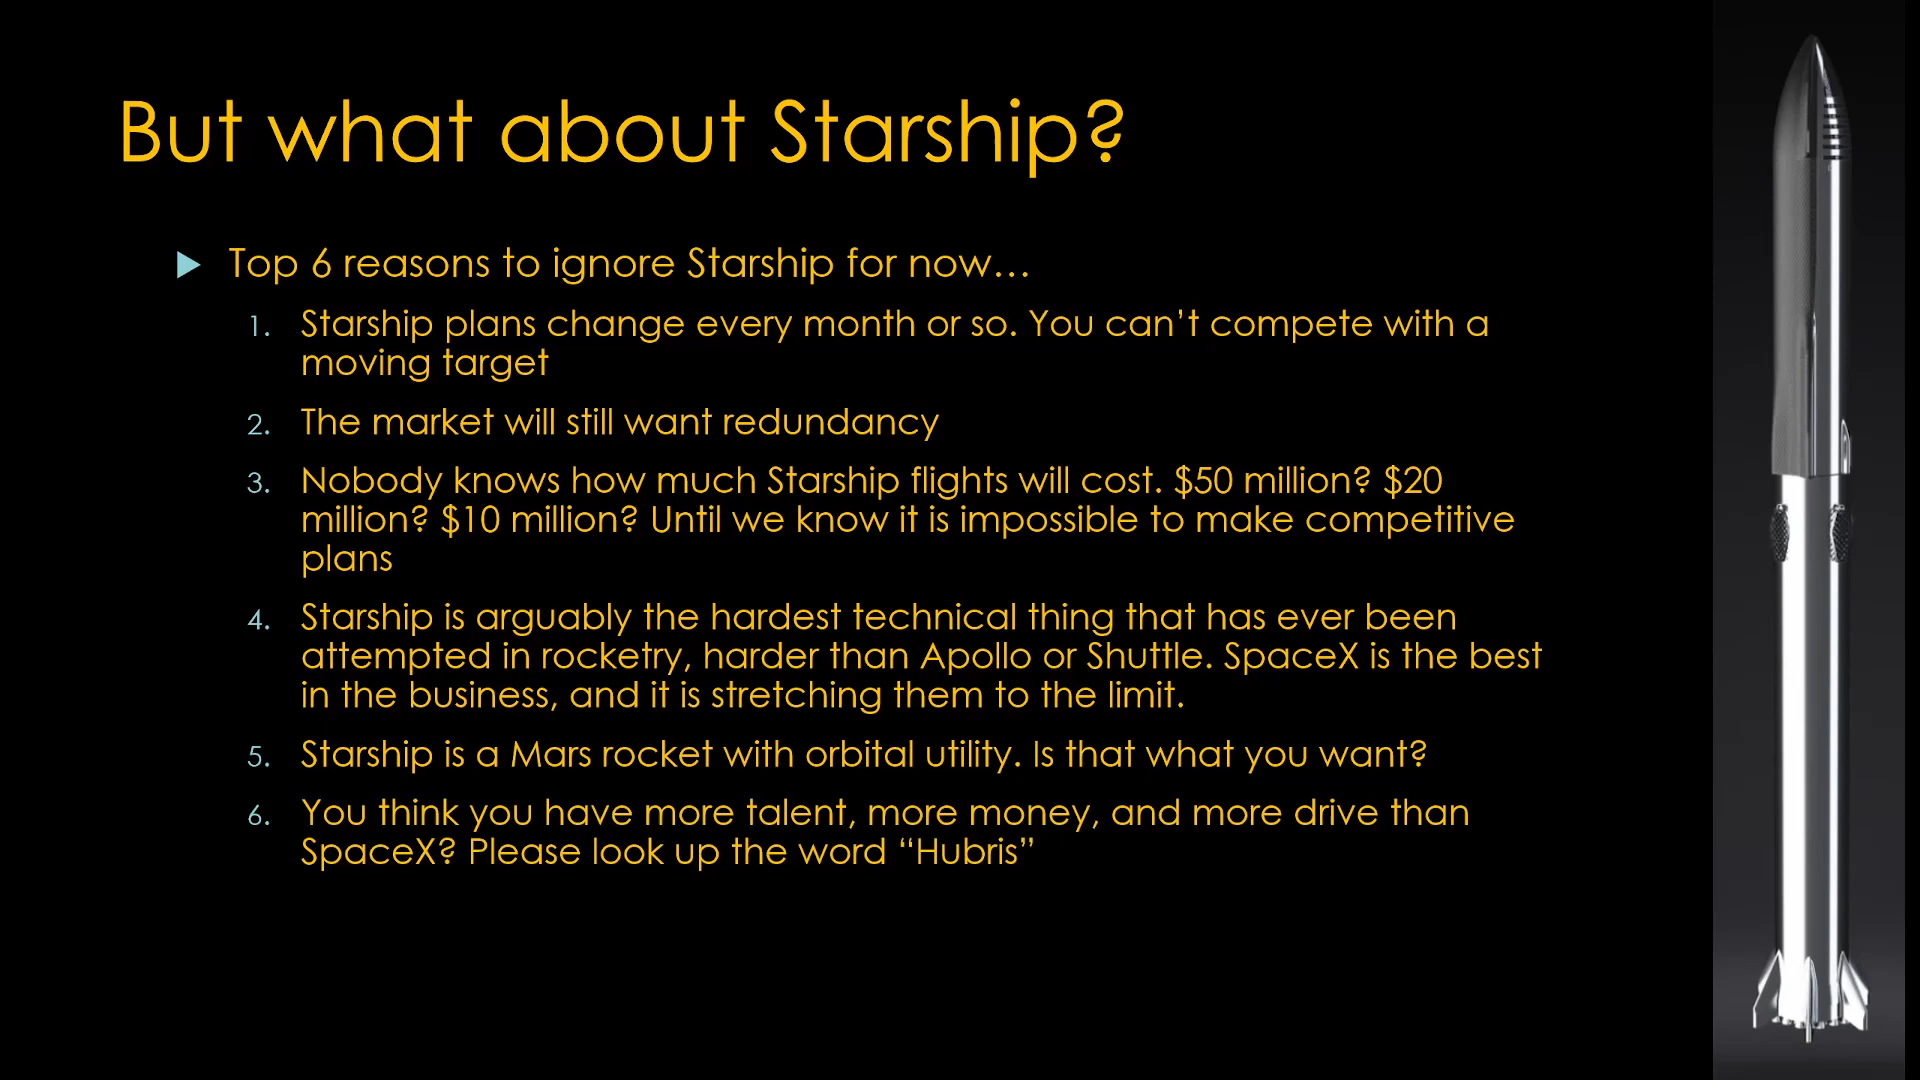 But what about Starship?
Top 6 reasons to ignore Starship for now…
1. Starship plans change every month or so. You can’t compete with a
moving target
2. The market will still want redundancy
3. Nobody knows how much Starship flights will cost. $50 million? $20
million? $10 million? Until we know it is impossible to make competitive
plans
4. Starship is arguably the hardest technical thing that has ever been
attempted in rocketry, harder than Apollo or Shuttle. SpaceX is the best
in the business, and it is stretching them to the limit.
5. Starship is a Mars rocket with orbital utility. Is that what you want?
6. You think you have more talent, more money, and more drive than
SpaceX? Please look up the word “Hubris”